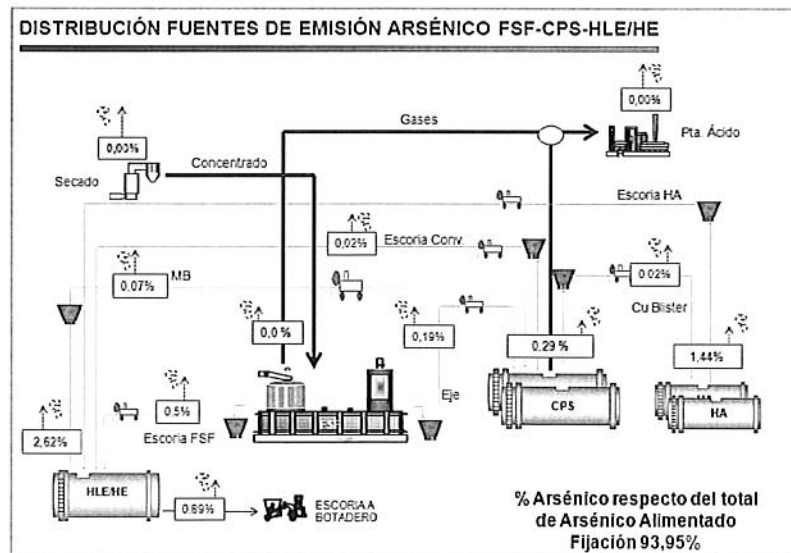 DISTRIBUCIÓN FUENTES DE EMISIÓN ARSÉNICO FSF-CPS-HLE/HE
0,00%
Gases
0,00%
Pta. Ácido
Secado
Concentrado
Escoria HA
0,02%
Escoria Conv.
0,07%
MB
0,02%
Cu Blister
0,0 %
0,19%
0,29 %
1,44%
Eje
CPS
HA
0,5%
Escoria FSF
2,62%
HLE/HE
0,89%
ESCORIA A
BOTADERO
% Arsénico respecto del total
de Arsénico Alimentado
Fijación 93,95%